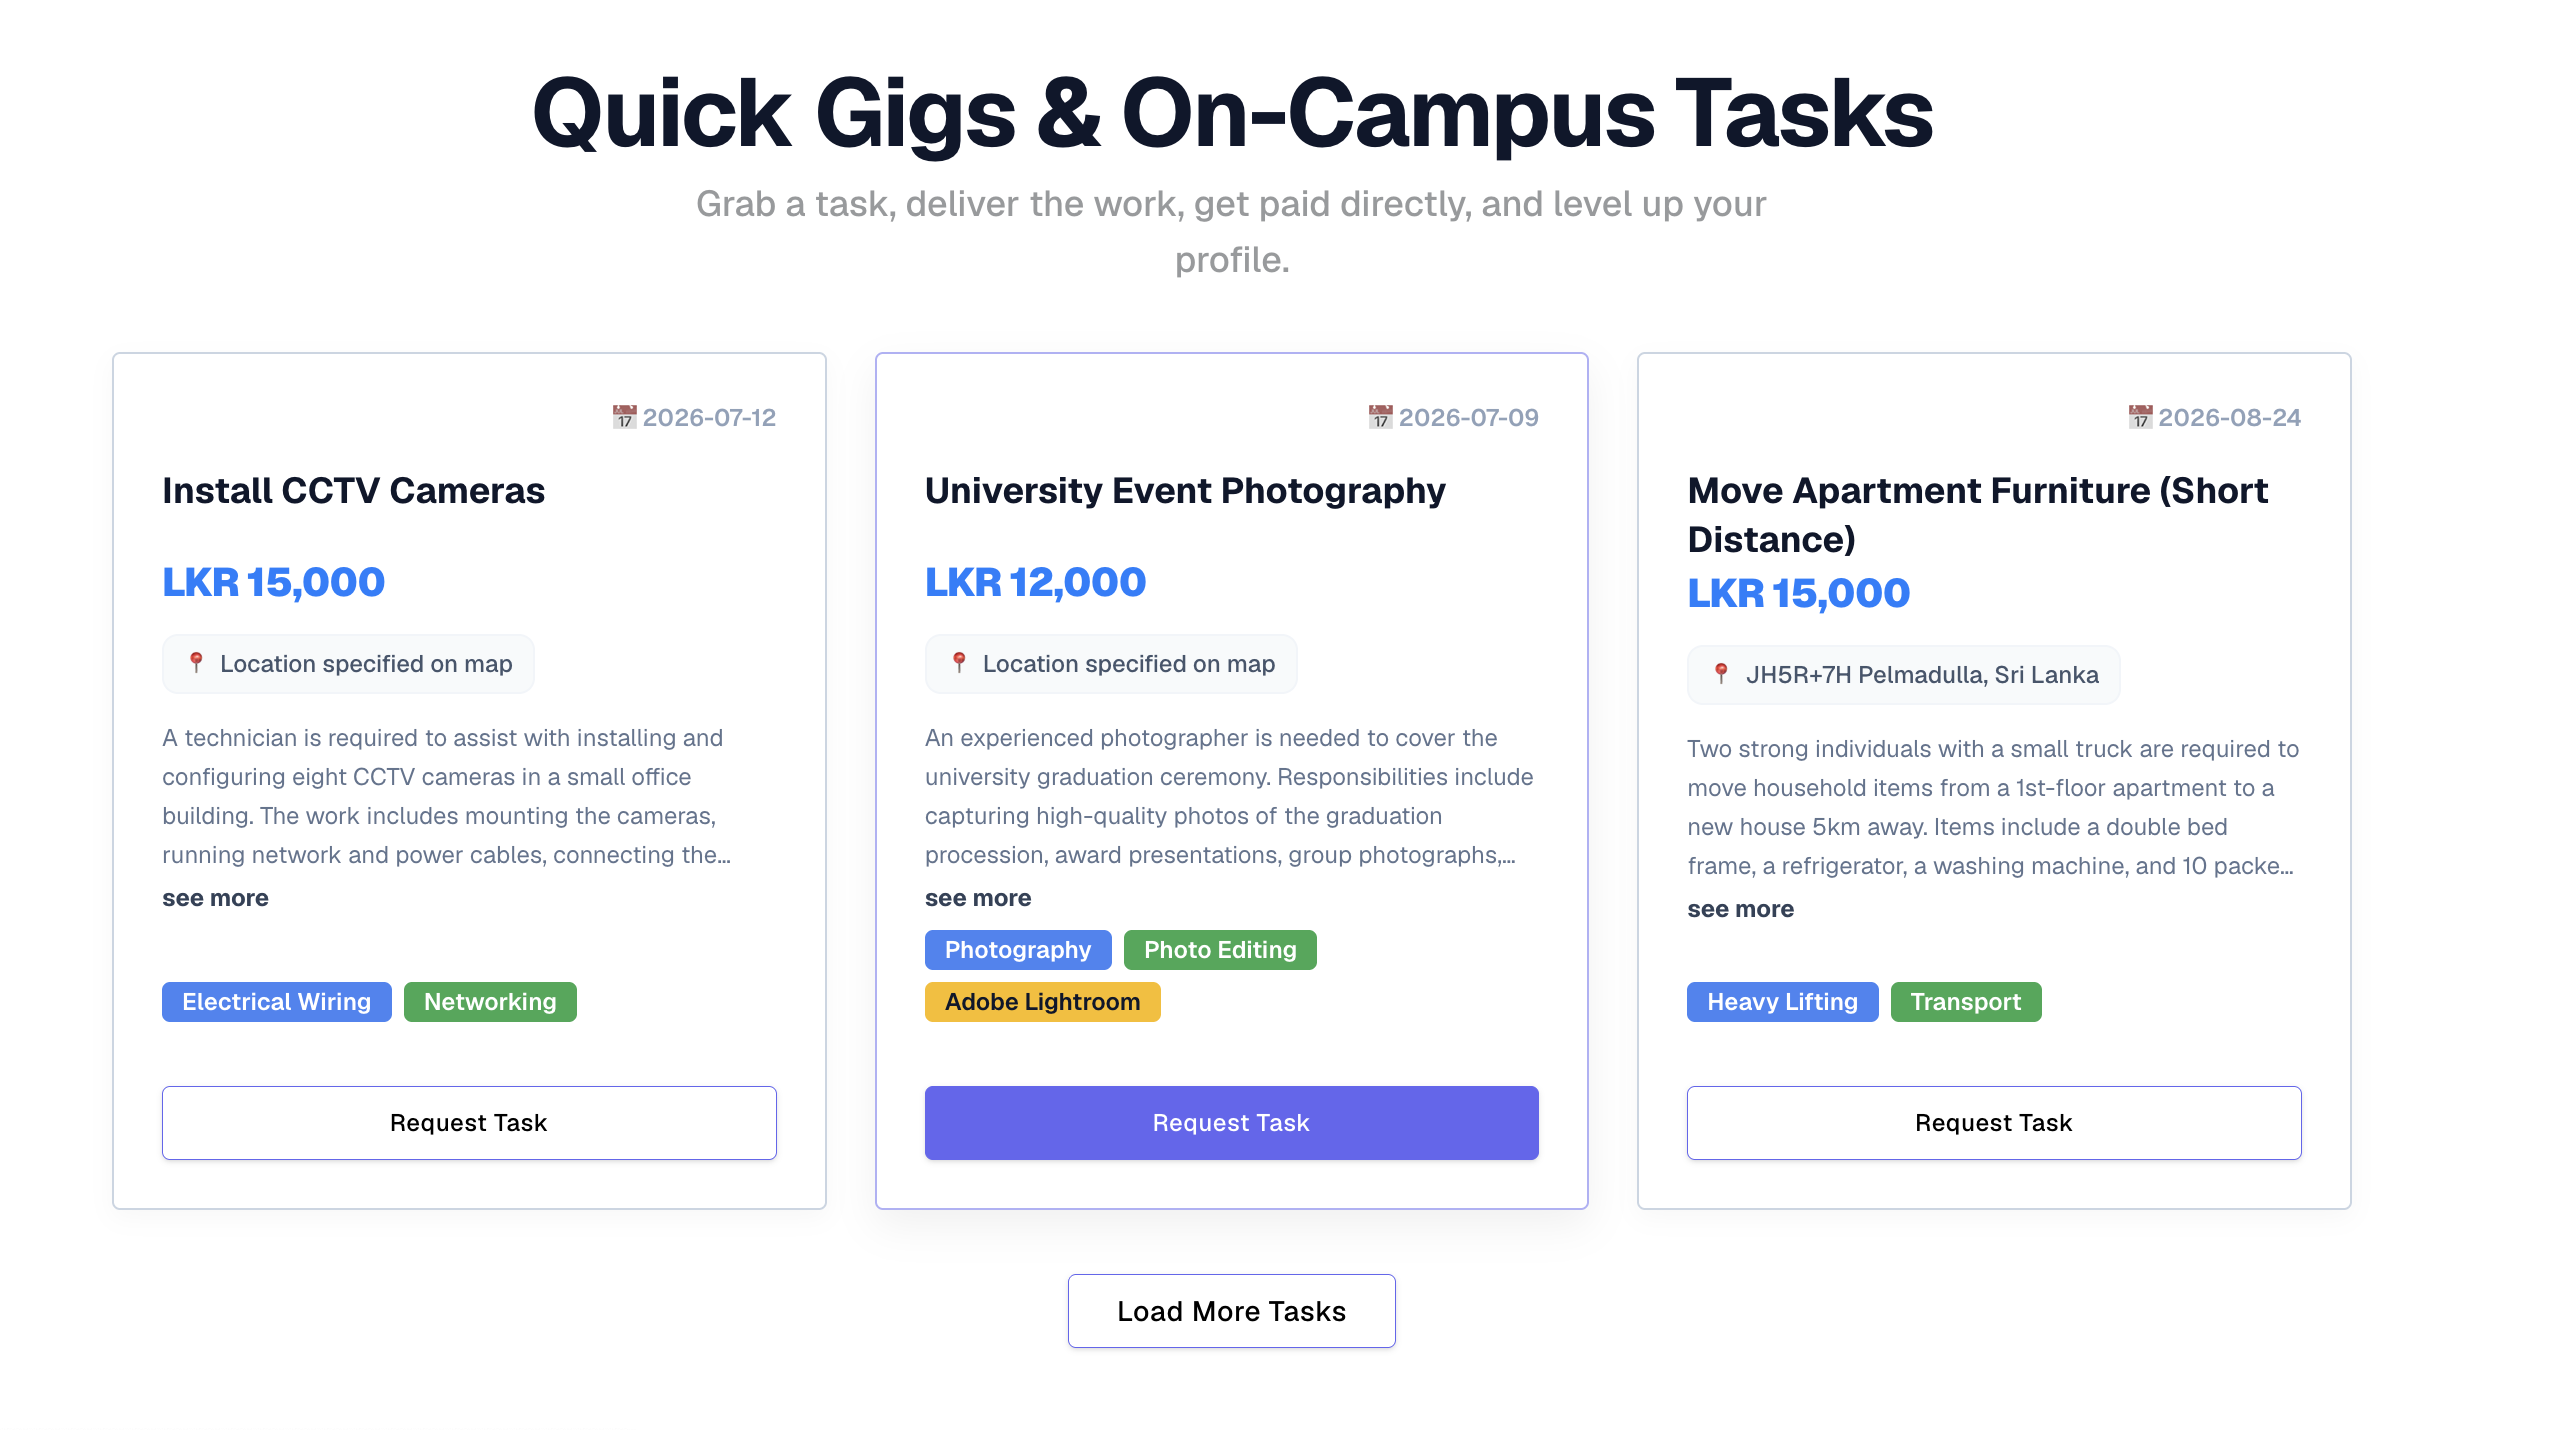 Quick Gigs & On-Campus Tasks
Grab a task, deliver the work, get paid directly, and level up your
profile.
📅 2026-07-12
Install CCTV Cameras
LKR 15,000
📍 Location specified on map
A technician is required to assist with installing and
configuring eight CCTV cameras in a small office
building. The work includes mounting the cameras,
running network and power cables, connecting the...
see more
Electrical Wiring
Networking
Request Task
📅 2026-07-09
University Event Photography
LKR 12,000
📍 Location specified on map
An experienced photographer is needed to cover the
university graduation ceremony. Responsibilities include
capturing high-quality photos of the graduation
procession, award presentations, group photographs,...
see more
Photography
Photo Editing
Adobe Lightroom
Request Task
📅 2026-08-24
Move Apartment Furniture (Short
Distance)
LKR 15,000
📍 JH5R+7H Pelmadulla, Sri Lanka
Two strong individuals with a small truck are required to
move household items from a 1st-floor apartment to a
new house 5km away. Items include a double bed
frame, a refrigerator, a washing machine, and 10 packe...
see more
Heavy Lifting
Transport
Request Task
Load More Tasks